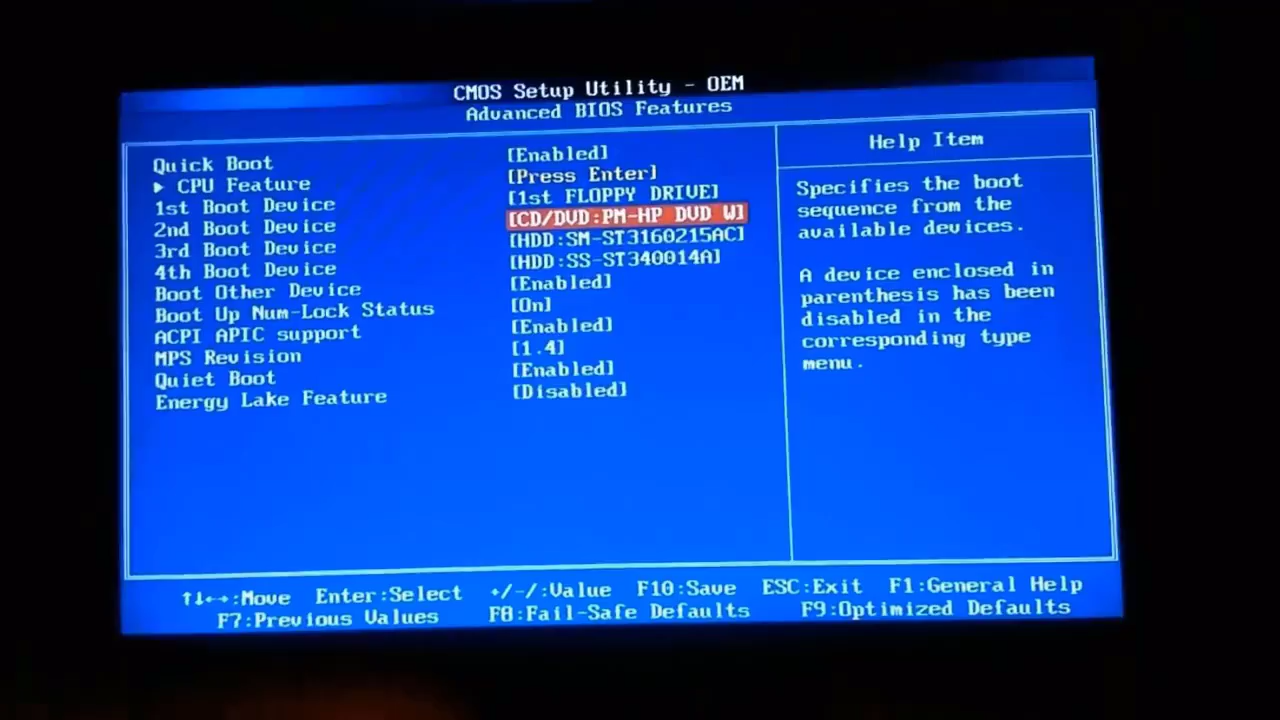 CMOS Setup Utility - OEM
Advanced BIOS Features
Quick Boot [Enabled]
► CPU Feature [Press Enter]
1st Boot Device [1st FLOPPY DRIVE]
2nd Boot Device [CD/DVD:PM-HP DVD W]
3rd Boot Device [HDD:SM-ST3160215AC]
4th Boot Device [HDD:SS-ST340014A]
Boot Other Device [Enabled]
Boot Up Num-Lock Status [On]
ACPI APIC support [Enabled]
MPS Revision [1.4]
Quiet Boot [Enabled]
Energy Lake Feature [Disabled]
Help Item
Specifies the boot
sequence from the
available devices.
A device enclosed in
parenthesis has been
disabled in the
corresponding type
menu.
↑↓←→:Move Enter:Select +/-/:Value F10:Save ESC:Exit F1:General Help
F7:Previous Values F8:Fail-Safe Defaults F9:Optimized Defaults